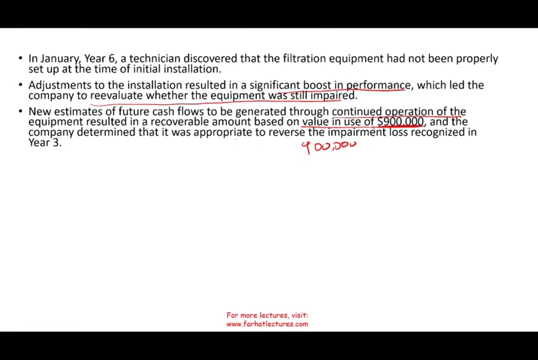 • In January, Year 6, a technician discovered that the filtration equipment had not been properly
set up at the time of initial installation.
• Adjustments to the installation resulted in a significant boost in performance, which led the
company to reevaluate whether the equipment was still impaired.
• New estimates of future cash flows to be generated through continued operation of the
equipment resulted in a recoverable amount based on value in use of $900,000, and the
company determined that it was appropriate to reverse the impairment loss recognized in
Year 3.
900,000
For more lectures, visit:
www.farhatlectures.com